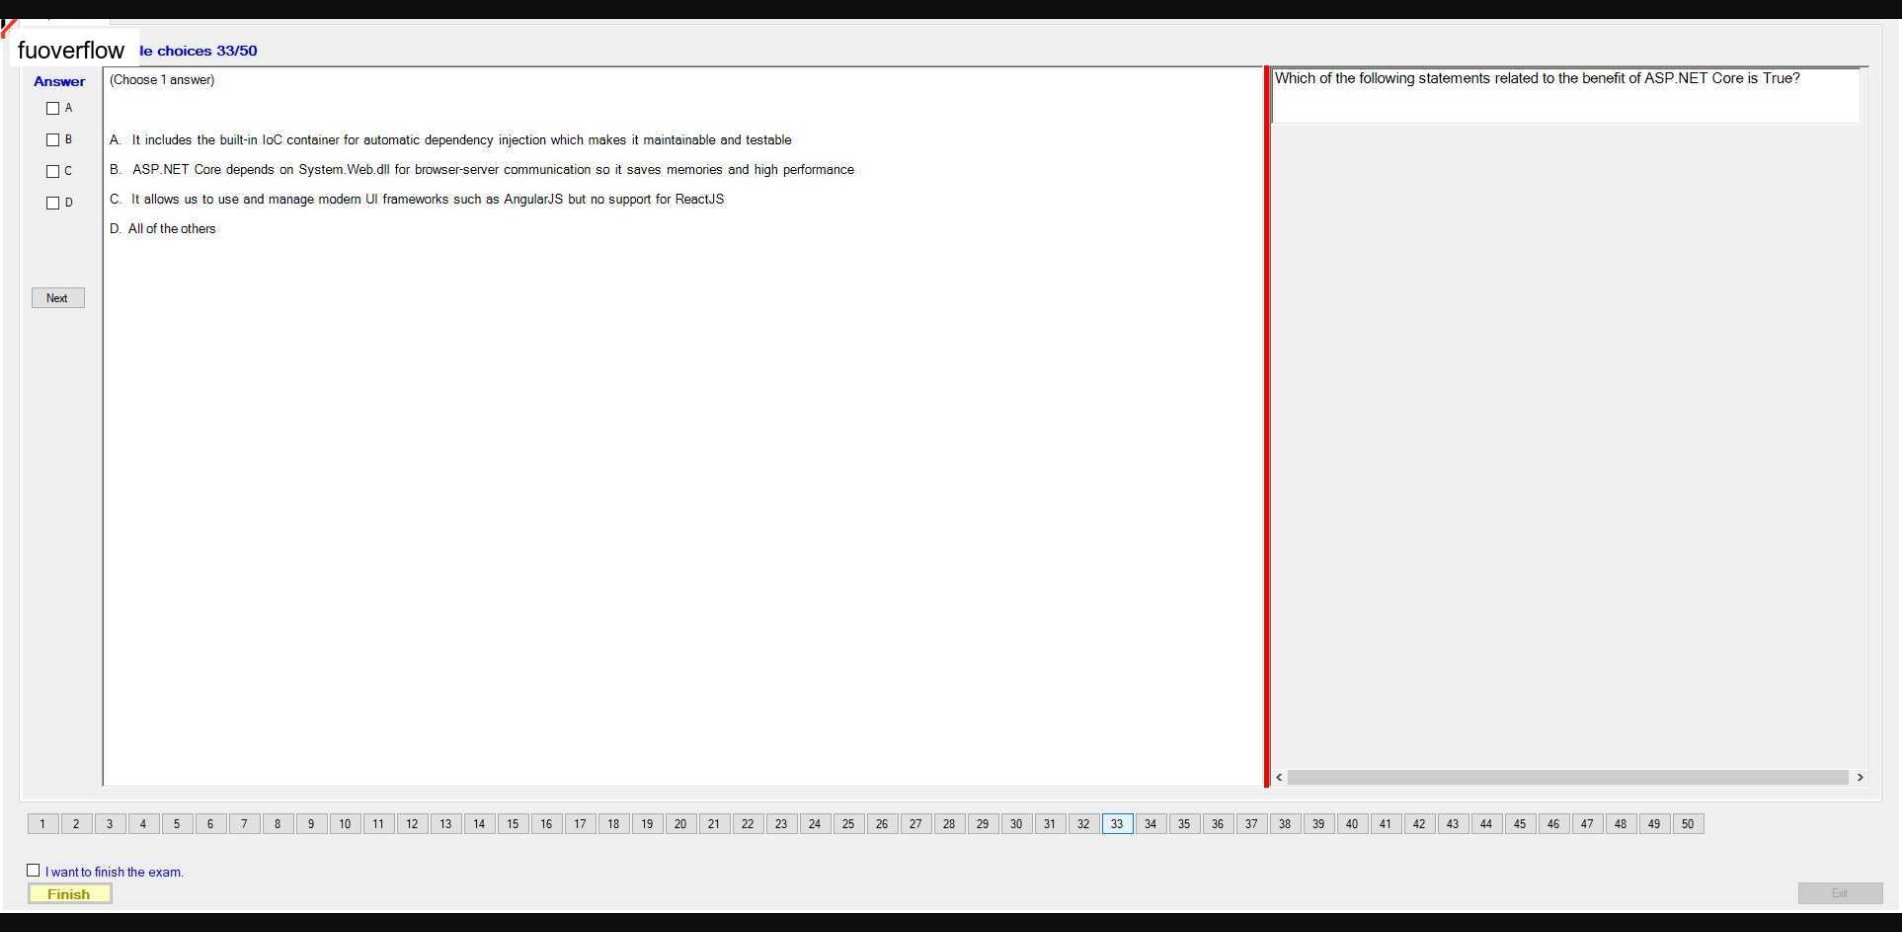 fuoverflow le choices 33/50
Answer
A
B
C
D
Next
(Choose 1 answer)
A. It includes the built-in IoC container for automatic dependency injection which makes it maintainable and testable
B. ASP.NET Core depends on System.Web.dll for browser-server communication so it saves memories and high performance
C. It allows us to use and manage modern UI frameworks such as AngularJS but no support for ReactJS
D. All of the others
Which of the following statements related to the benefit of ASP.NET Core is True?
1 2 3 4 5 6 7 8 9 10 11 12 13 14 15 16 17 18 19 20 21 22 23 24 25 26 27 28 29 30 31 32 33 34 35 36 37 38 39 40 41 42 43 44 45 46 47 48 49 50
I want to finish the exam.
Finish
Exit